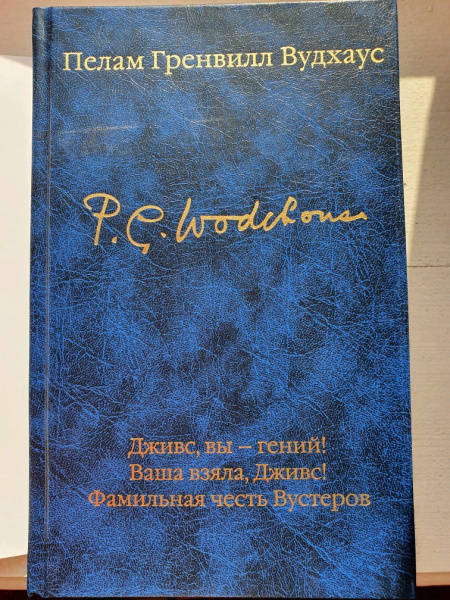 Пелам Гренвилл Вудхаус
P. G. Wodehouse
Дживс, вы – гений!
Ваша взяла, Дживс!
Фамильная честь Вустеров